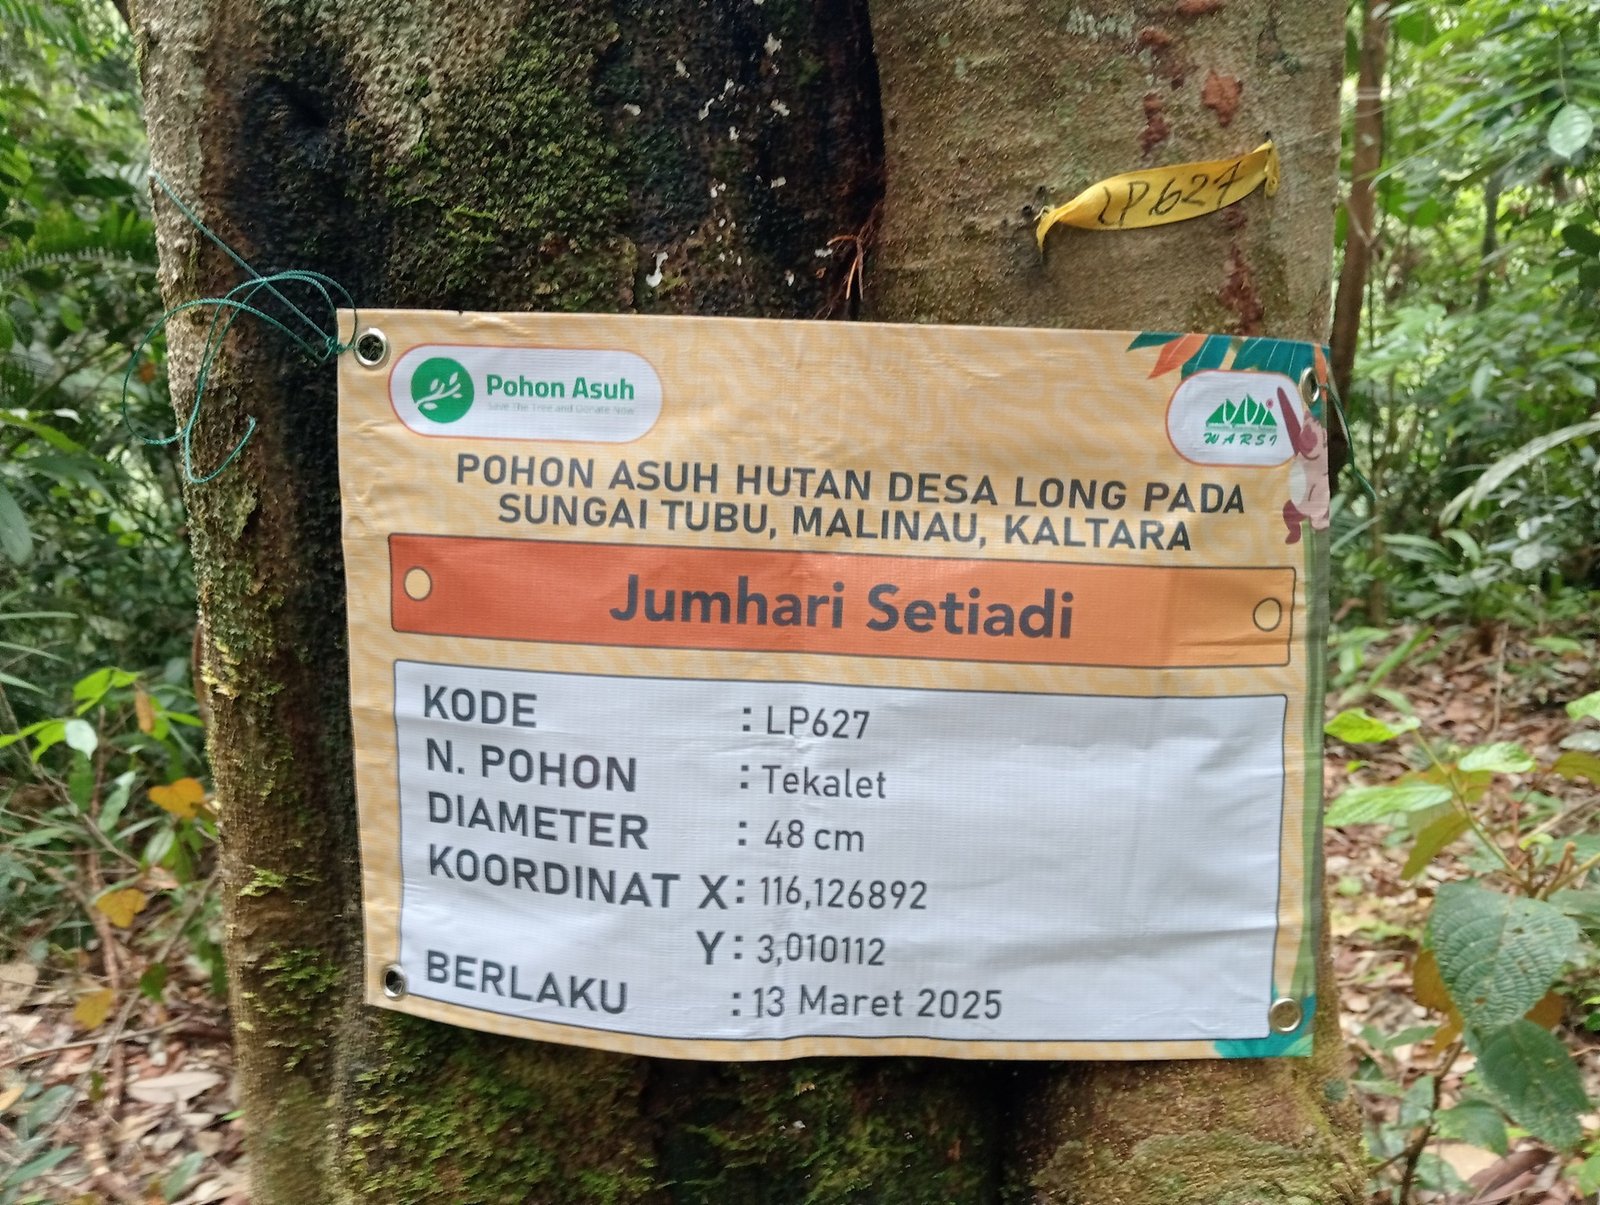 LP627
Pohon Asuh
Save The Tree and Donate Now
WARSI
POHON ASUH HUTAN DESA LONG PADA
SUNGAI TUBU, MALINAU, KALTARA
Jumhari Setiadi
KODE : LP627
N. POHON : Tekalet
DIAMETER : 48 cm
KOORDINAT X : 116,126892
Y : 3,010112
BERLAKU : 13 Maret 2025